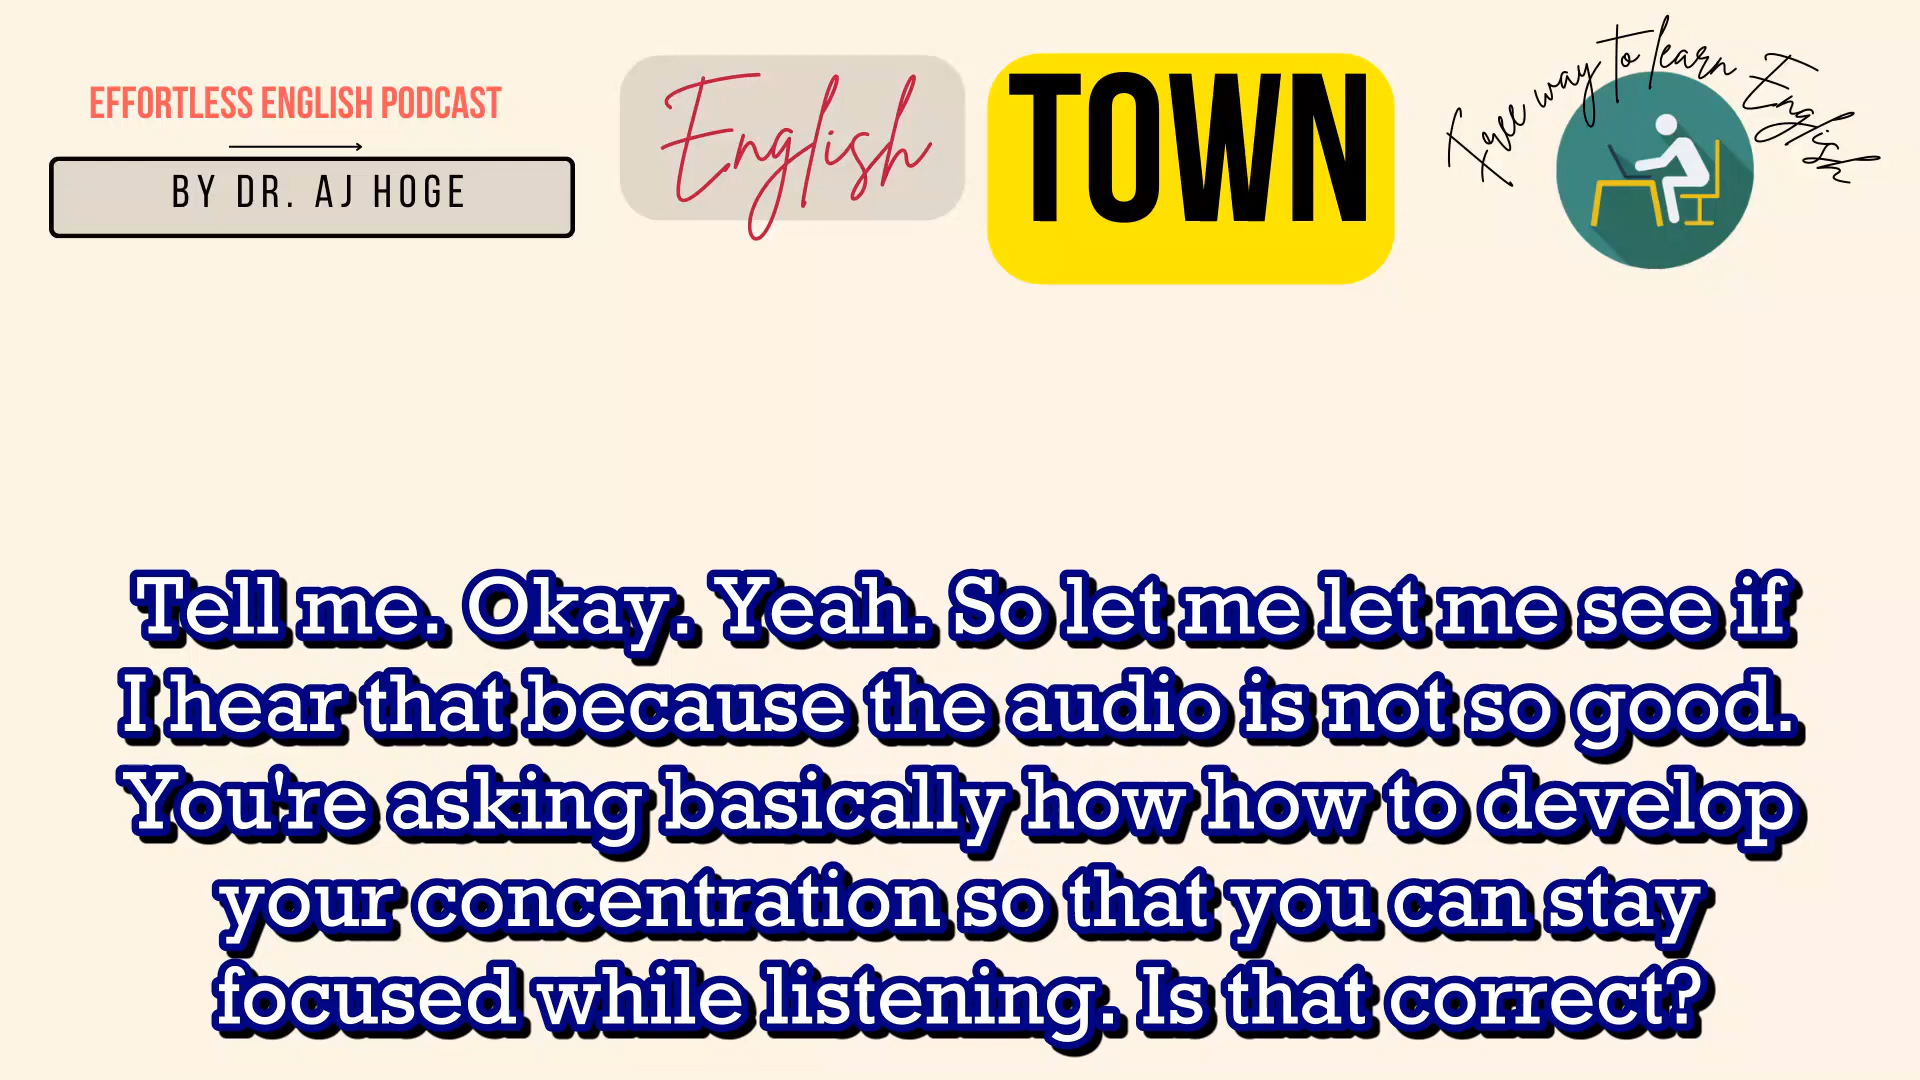 EFFORTLESS ENGLISH PODCAST
BY DR. AJ HOGE
English
TOWN
Free way to learn English
Tell me. Okay. Yeah. So let me let me see if
I hear that because the audio is not so good.
You're asking basically how how to develop
your concentration so that you can stay
focused while listening. Is that correct?